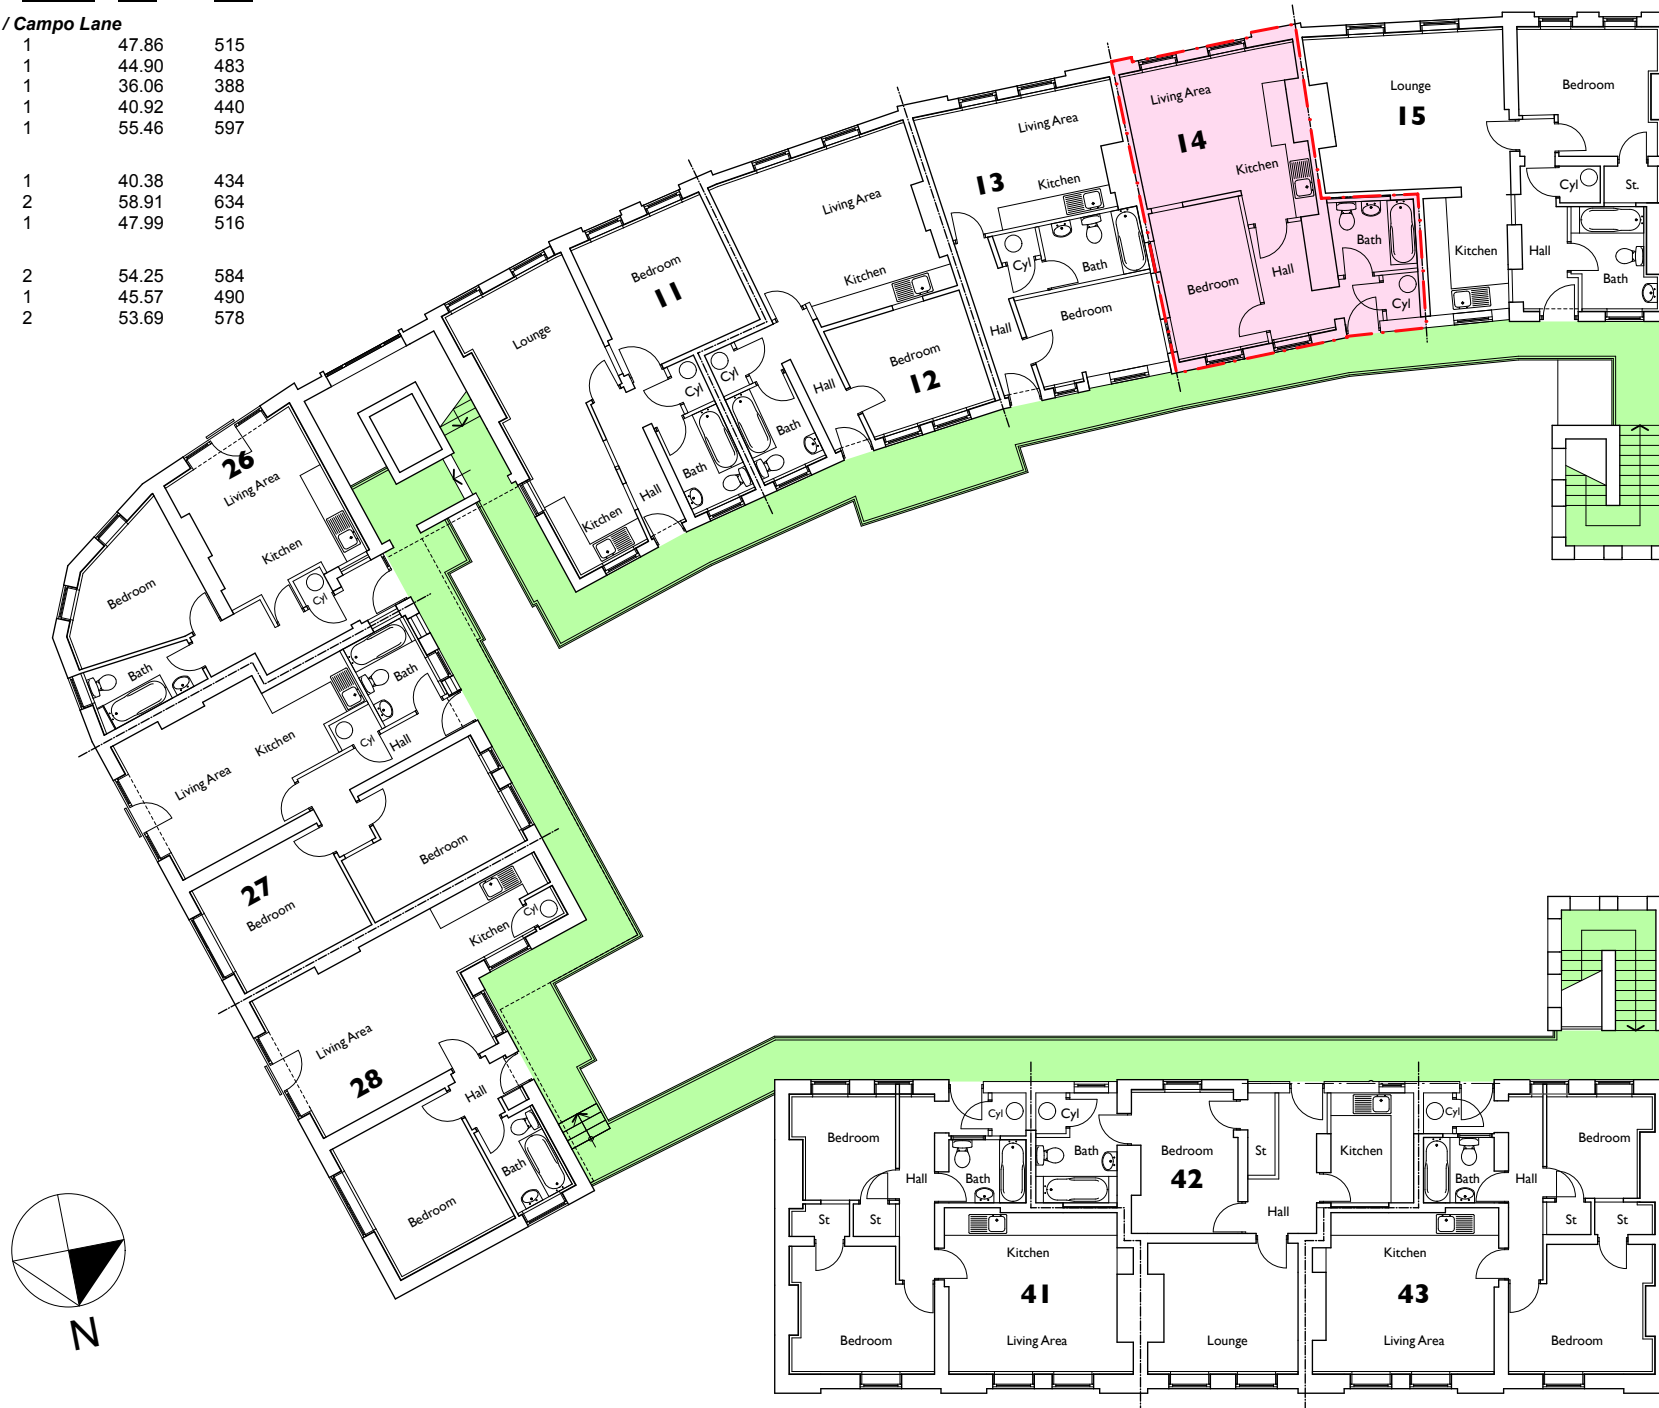 / Campo Lane
1 47.86 515
1 44.90 483
1 36.06 388
1 40.92 440
1 55.46 597
1 40.38 434
2 58.91 634
1 47.99 516
2 54.25 584
1 45.57 490
2 53.69 578
Lounge
Bedroom
11
Cyl
Bath
Hall
Kitchen
Living Area
Kitchen
Cyl
Hall
Bedroom
12
Bath
Living Area
13
Kitchen
Cyl
Bath
Hall
Bedroom
Living Area
14
Kitchen
Bath
Hall
Bedroom
Cyl
Lounge
15
Kitchen
Bedroom
Cyl
St.
Hall
Bath
26
Living Area
Kitchen
Cyl
Bedroom
Bath
Kitchen
Living Area
Bath
Cyl
Hall
Bedroom
27
Bedroom
Cyl
Kitchen
Living Area
28
Hall
Bath
Bedroom
N
Bedroom
Cyl
Hall
Bath
St
St
Kitchen
41
Bedroom
Living Area
Cyl
Bath
Bedroom
42
St
Kitchen
Hall
Lounge
Cyl
Bath
Hall
Bedroom
St
St
Kitchen
43
Living Area
Bedroom